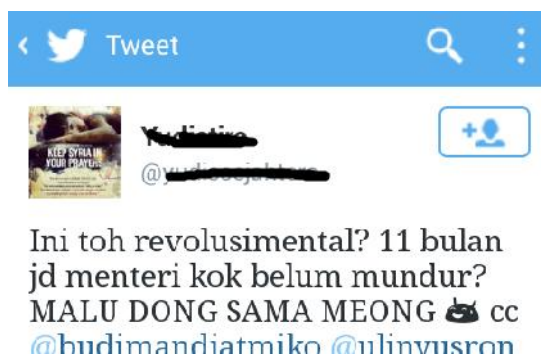 Tweet
KEEP SYRIA IN
YOUR PRAYERS
Ini toh revolusimental? 11 bulan
jd menteri kok belum mundur?
MALU DONG SAMA MEONG cc
@budimandjatmiko @ulinyusron